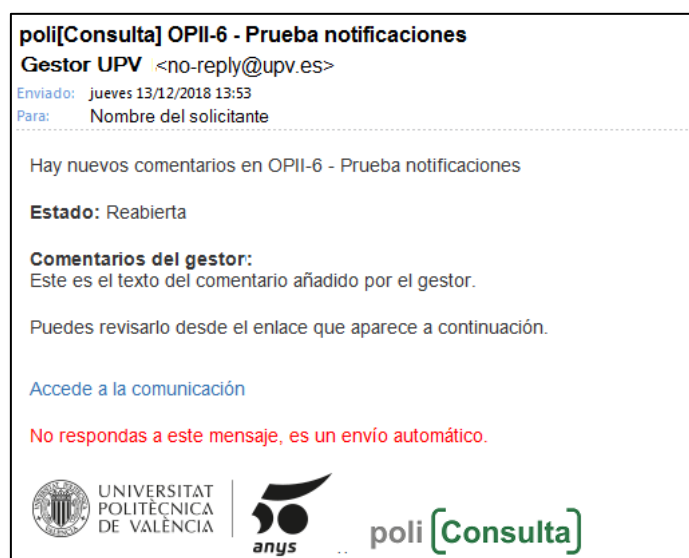 poli[Consulta] OPII-6 - Prueba notificaciones
Gestor UPV <no-reply@upv.es>
Enviado: jueves 13/12/2018 13:53
Para: Nombre del solicitante
Hay nuevos comentarios en OPII-6 - Prueba notificaciones
Estado: Reabierta
Comentarios del gestor:
Este es el texto del comentario añadido por el gestor.
Puedes revisarlo desde el enlace que aparece a continuación.
Accede a la comunicación
No respondas a este mensaje, es un envío automático.
UNIVERSITAT
POLITÈCNICA
DE VALÈNCIA
50
anys
poli [Consulta]